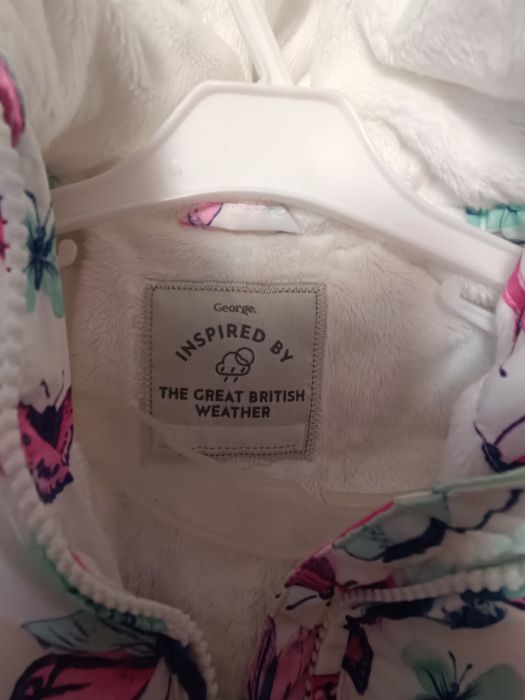 George.
INSPIRED BY
THE GREAT BRITISH
WEATHER